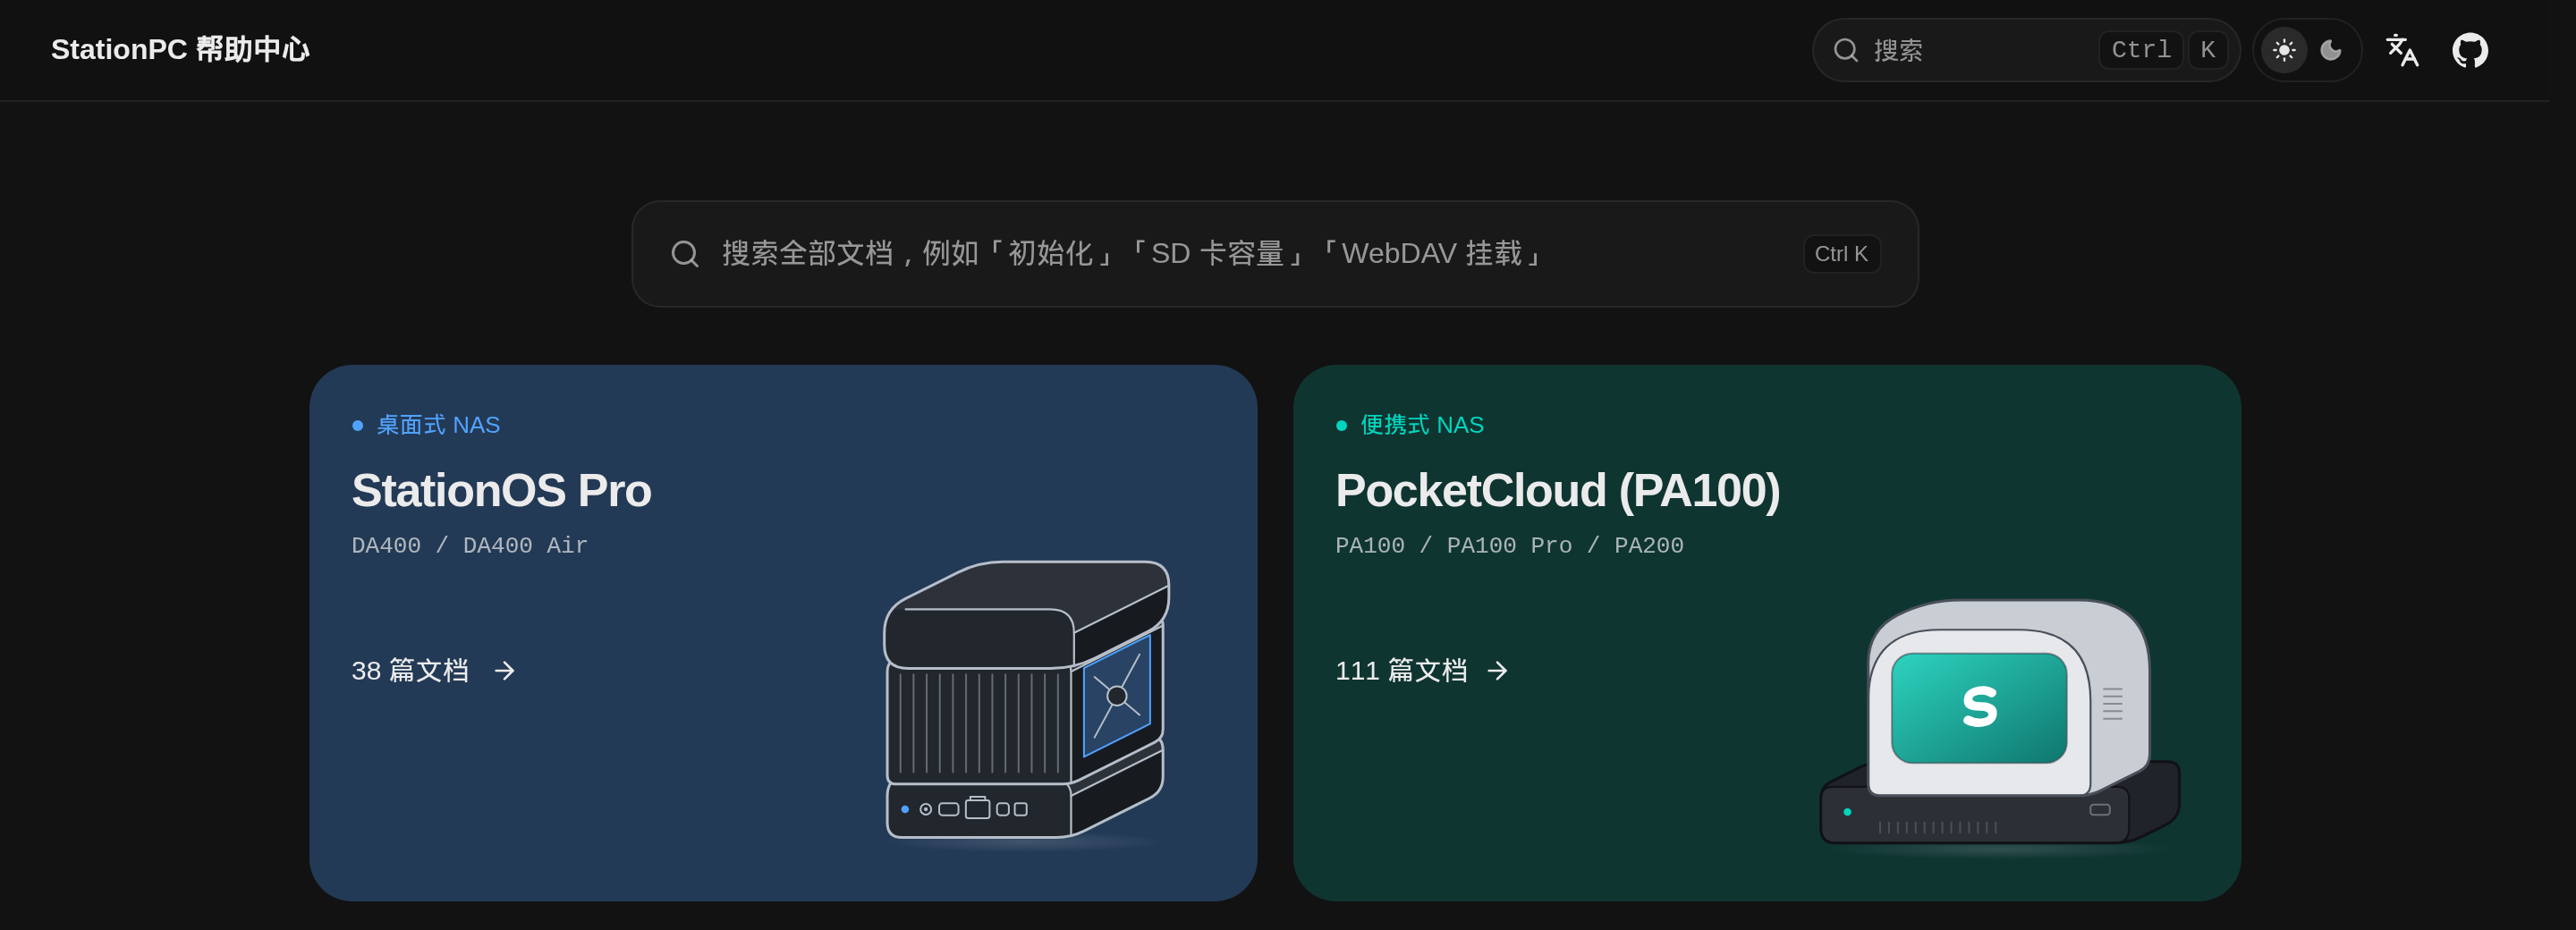 StationPC 帮助中心
搜索 Ctrl K
搜索全部文档，例如「初始化」「SD 卡容量」「WebDAV 挂载」 Ctrl K
桌面式 NAS
StationOS Pro
DA400 / DA400 Air
38 篇文档
便携式 NAS
PocketCloud (PA100)
PA100 / PA100 Pro / PA200
111 篇文档
S